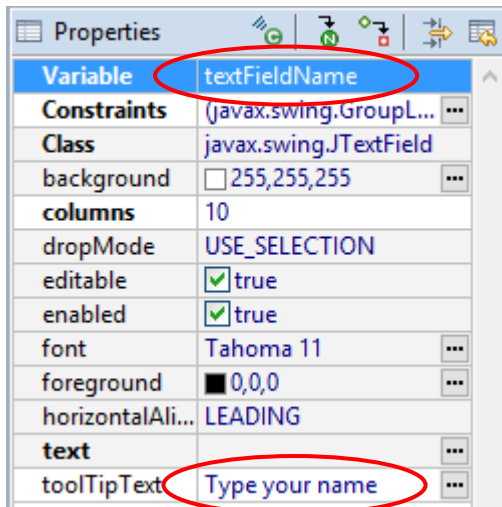 Properties
Variable textFieldName
Constraints (javax.swing.GroupL...
Class javax.swing.JTextField
background 255,255,255
columns 10
dropMode USE_SELECTION
editable true
enabled true
font Tahoma 11
foreground 0,0,0
horizontalAli... LEADING
text
toolTipText Type your name